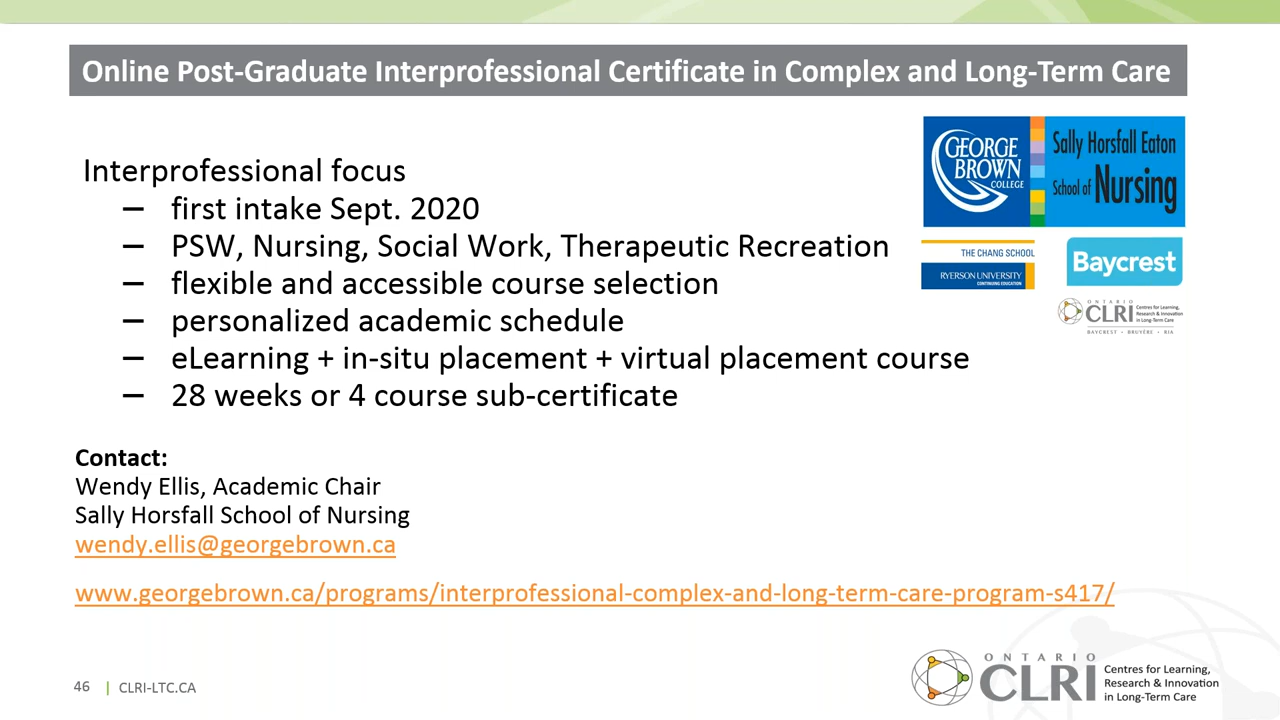 Online Post-Graduate Interprofessional Certificate in Complex and Long-Term Care
Interprofessional focus
– first intake Sept. 2020
– PSW, Nursing, Social Work, Therapeutic Recreation
– flexible and accessible course selection
– personalized academic schedule
– eLearning + in-situ placement + virtual placement course
– 28 weeks or 4 course sub-certificate
GEORGE
BROWN
COLLEGE
Sally Horsfall Eaton
School of Nursing
THE CHANG SCHOOL
RYERSON UNIVERSITY
CONTINUING EDUCATION
Baycrest
ONTARIO
CLRI
Centres for Learning,
Research & Innovation
in Long-Term Care
BAYCREST • BRUYÈRE • RIA
Contact:
Wendy Ellis, Academic Chair
Sally Horsfall School of Nursing
wendy.ellis@georgebrown.ca
www.georgebrown.ca/programs/interprofessional-complex-and-long-term-care-program-s417/
46 | CLRI-LTC.CA
ONTARIO
CLRI
Centres for Learning,
Research & Innovation
in Long-Term Care